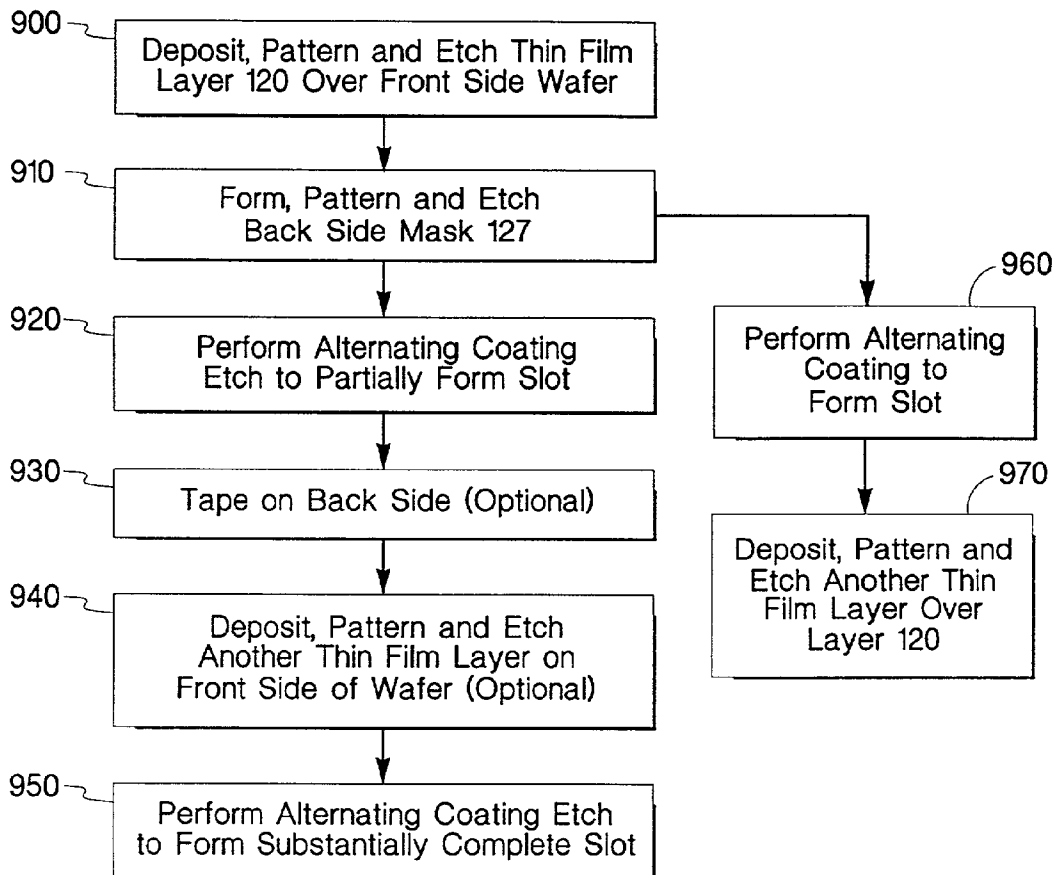 900
Deposit, Pattern and Etch Thin Film
Layer 120 Over Front Side Wafer
910
Form, Pattern and Etch
Back Side Mask 127
920
Perform Alternating Coating
Etch to Partially Form Slot
930
Tape on Back Side (Optional)
940
Deposit, Pattern and Etch
Another Thin Film Layer on
Front Side of Wafer (Optional)
950
Perform Alternating Coating Etch
to Form Substantially Complete Slot
960
Perform Alternating
Coating to
Form Slot
970
Deposit, Pattern and
Etch Another Thin
Film Layer Over
Layer 120